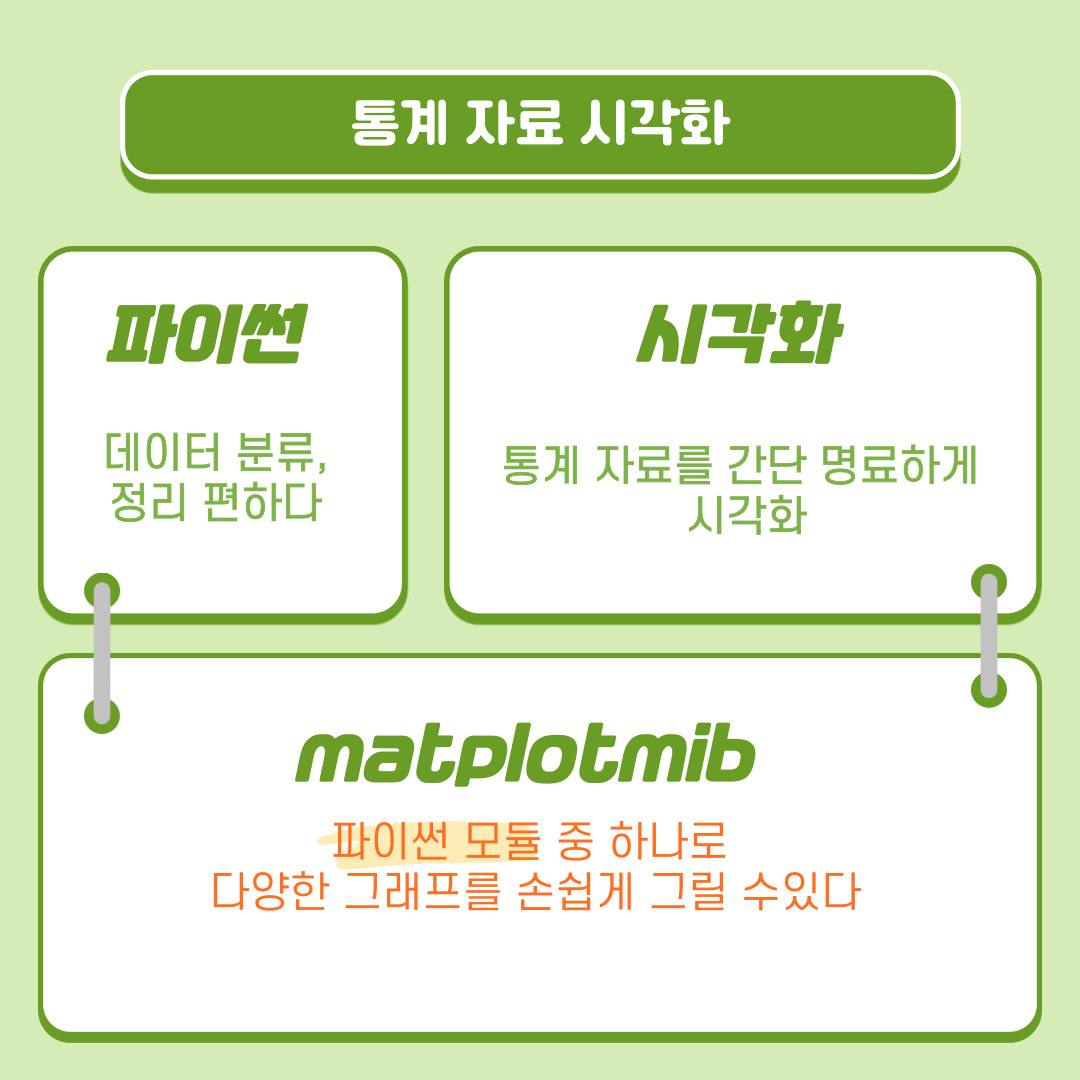 통계 자료 시각화
파이썬
데이터 분류,
정리 편하다
시각화
통계 자료를 간단 명료하게
시각화
matplotmib
파이썬 모듈 중 하나로
다양한 그래프를 손쉽게 그릴 수있다